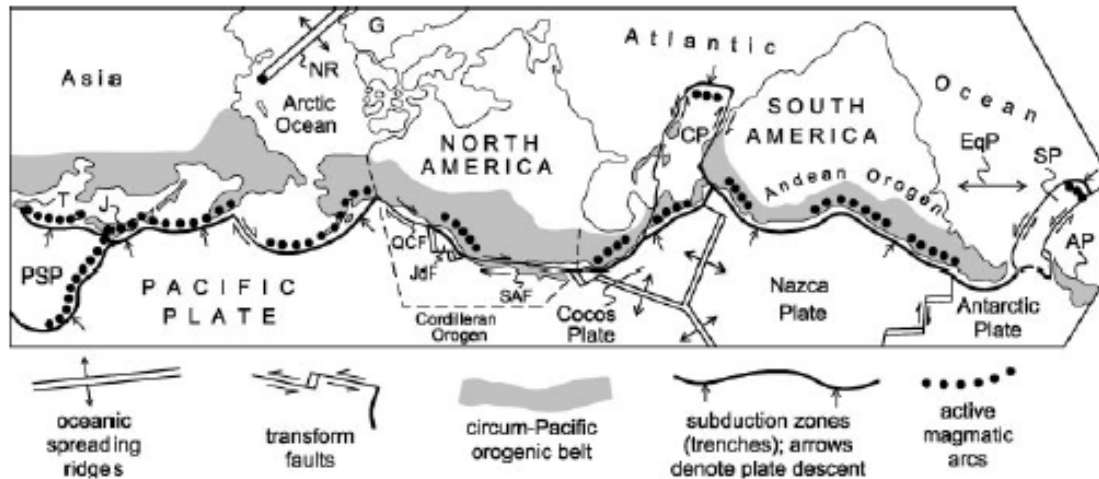 G
Atlantic
Asia
NR
Arctic
Ocean
NORTH
AMERICA
CP
SOUTH
AMERICA
Ocean
EqP
SP
T
J
Andean Orogen
AP
QCF
PSP
PACIFIC
PLATE
JdF
SAF
Cordilleran
Orogen
Cocos
Plate
Nazca
Plate
Antarctic
Plate
oceanic
spreading
ridges
transform
faults
circum-Pacific
orogenic belt
subduction zones
(trenches); arrows
denote plate descent
active
magmatic
arcs